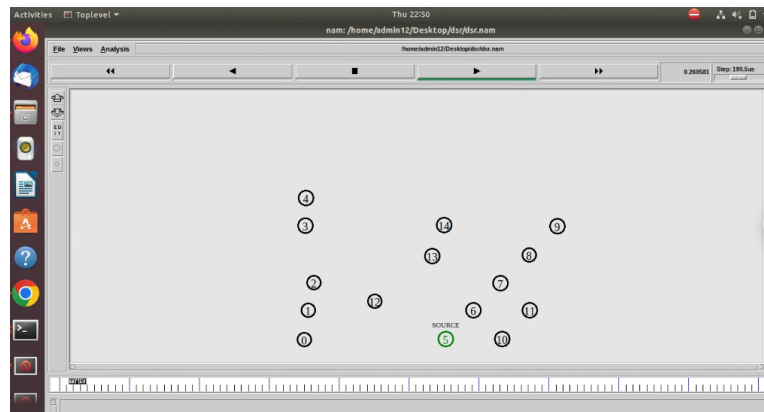 Activities Toplevel ▾ Thu 22:50
nam: /home/admin12/Desktop/dsr/dsr.nam
File Views Analysis /home/admin12/Desktop/dsr/dsr.nam
0.260581 Step: 199.5us
ED
IT
4
3 14 9
13 8
2 7
12
1 6 11
SOURCE
0 5 10